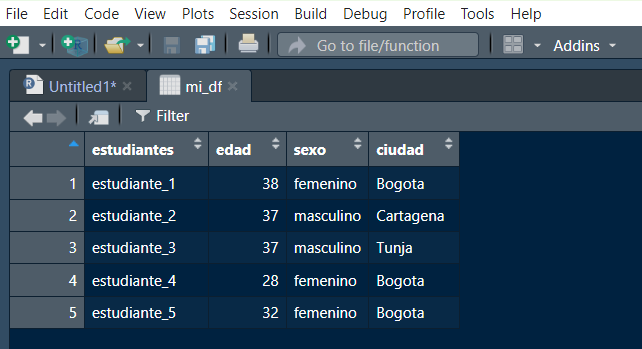 File Edit Code View Plots Session Build Debug Profile Tools Help
Go to file/function Addins
Untitled1* mi_df
Filter
estudiantes edad sexo ciudad
1 estudiante_1 38 femenino Bogota
2 estudiante_2 37 masculino Cartagena
3 estudiante_3 37 masculino Tunja
4 estudiante_4 28 femenino Bogota
5 estudiante_5 32 femenino Bogota